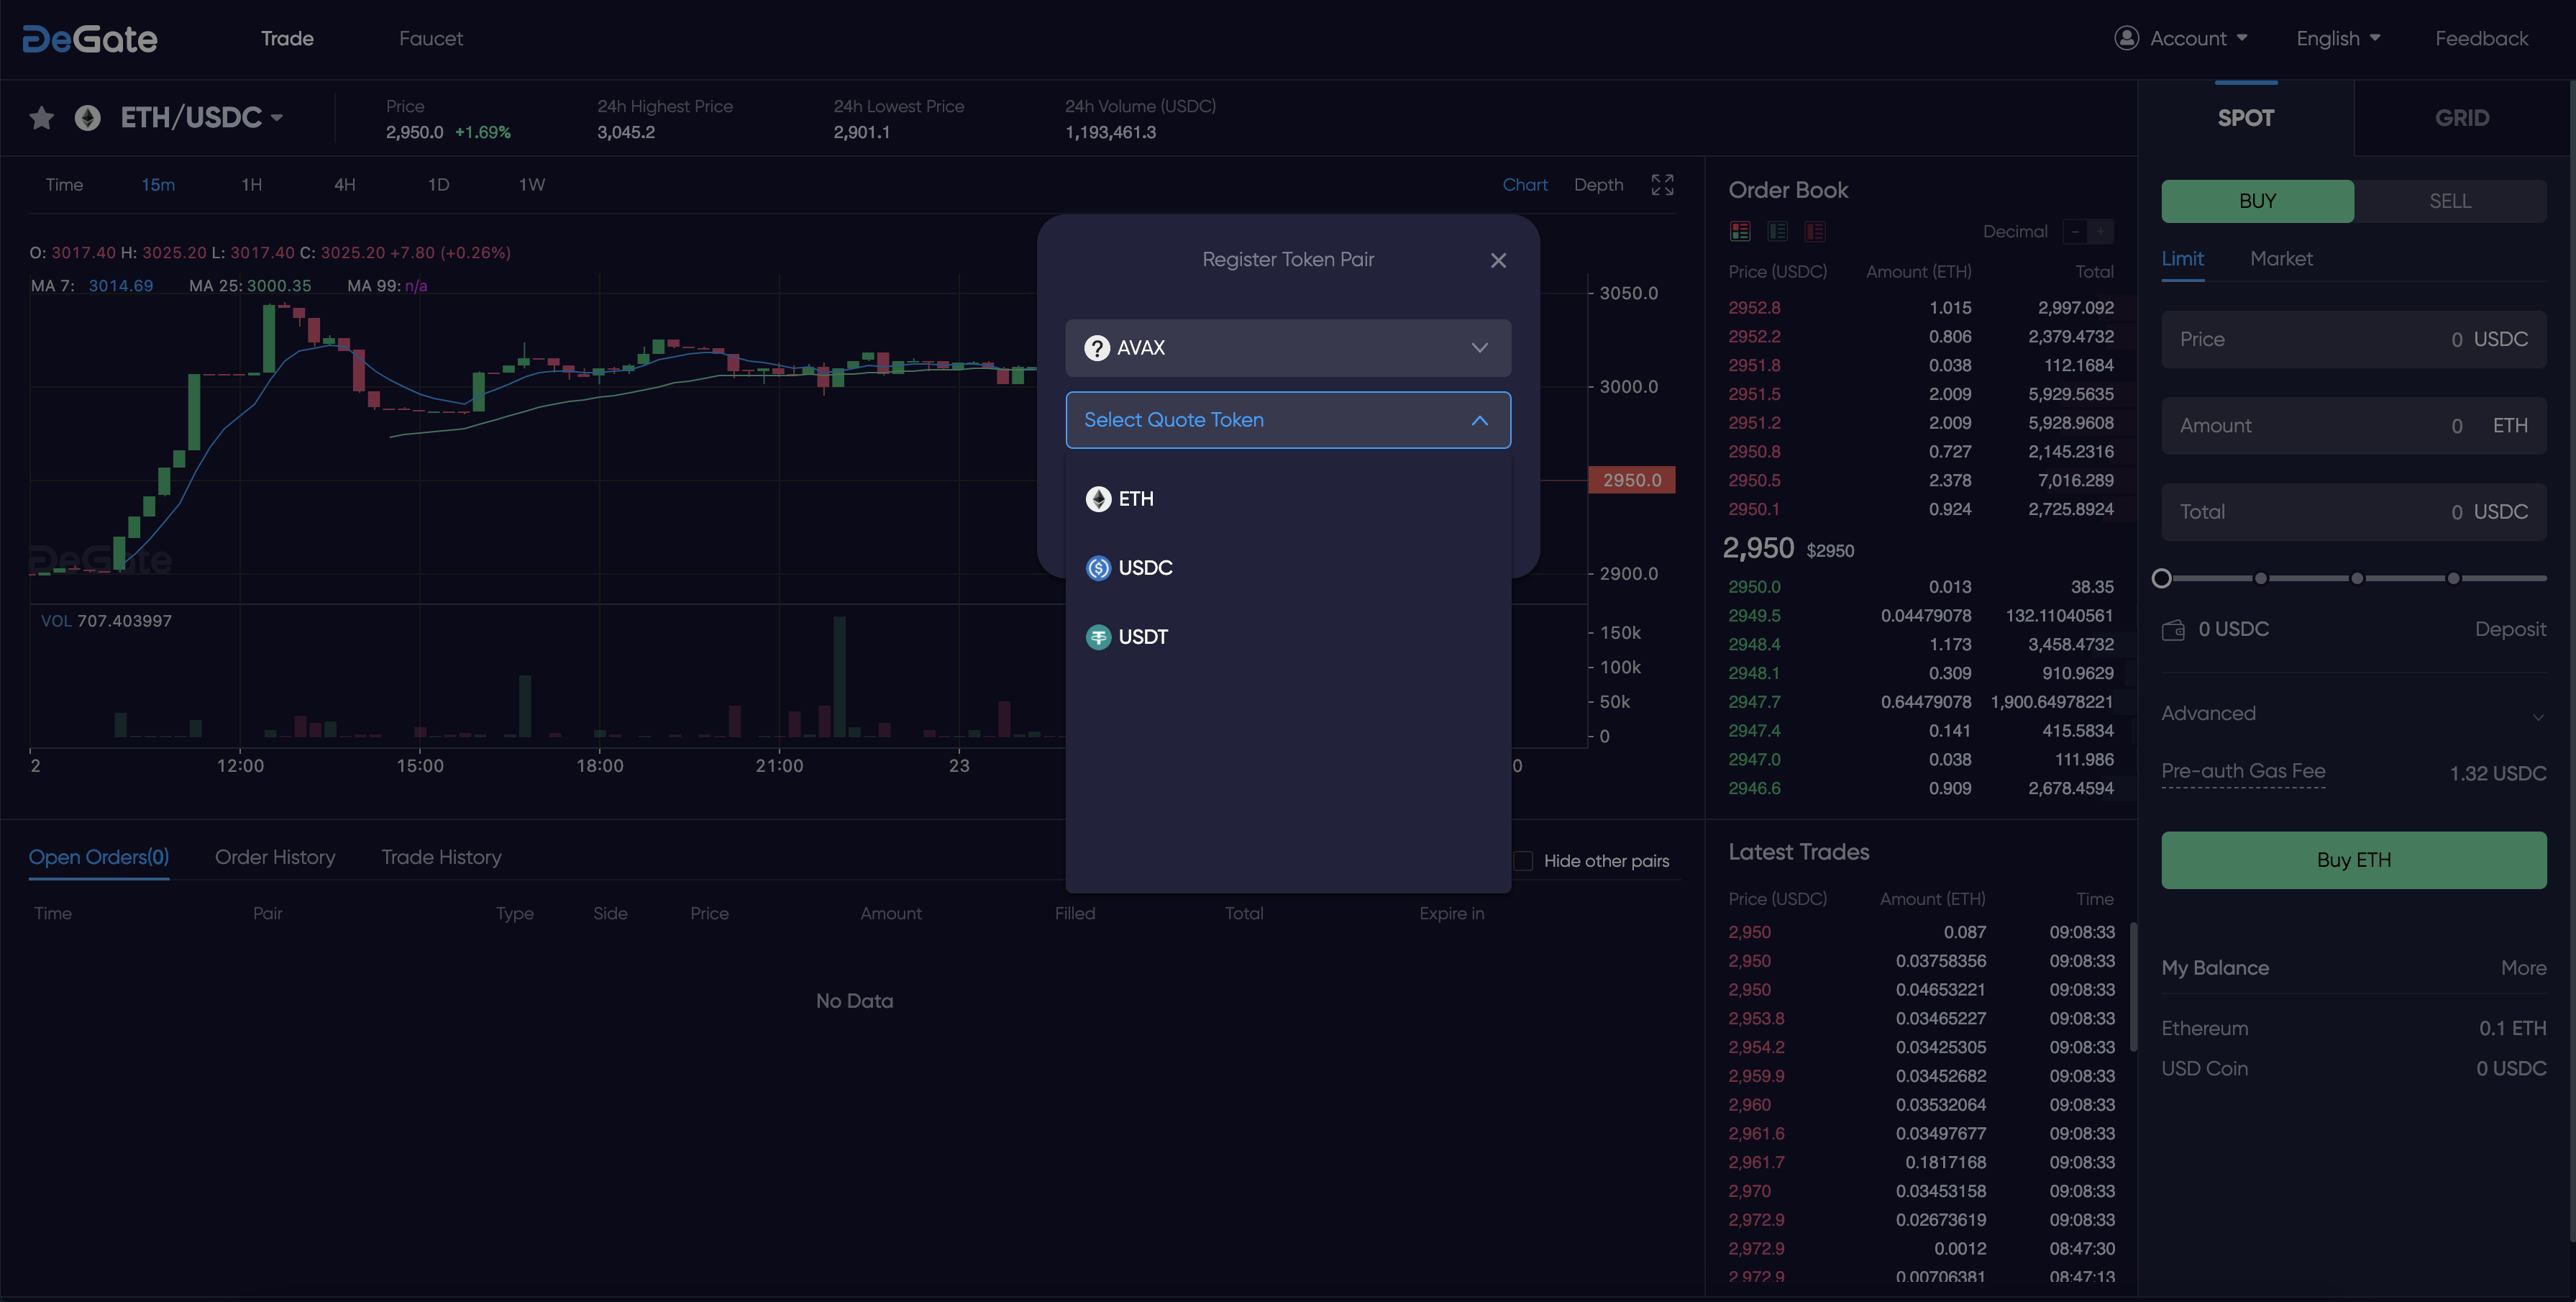 DeGate
Trade
Faucet
Account
English
Feedback
ETH/USDC
Price
2,950.0 +1.69%
24h Highest Price
3,045.2
24h Lowest Price
2,901.1
24h Volume (USDC)
1,193,461.3
SPOT
GRID
Time 15m 1H 4H 1D 1W
Chart Depth
O: 3017.40 H: 3025.20 L: 3017.40 C: 3025.20 +7.80 (+0.26%)
MA 7: 3014.69 MA 25: 3000.35 MA 99: n/a
3050.0
3000.0
2950.0
2900.0
DeGate
VOL 707.403997
150k
100k
50k
0
2 12:00 15:00 18:00 21:00 23 0
Register Token Pair
? AVAX
Select Quote Token
ETH
USDC
USDT
Order Book
Decimal - +
Price (USDC) Amount (ETH) Total
2952.8 1.015 2,997.092
2952.2 0.806 2,379.4732
2951.8 0.038 112.1684
2951.5 2.009 5,929.5635
2951.2 2.009 5,928.9608
2950.8 0.727 2,145.2316
2950.5 2.378 7,016.289
2950.1 0.924 2,725.8924
2,950 $2950
2950.0 0.013 38.35
2949.5 0.04479078 132.11040561
2948.4 1.173 3,458.4732
2948.1 0.309 910.9629
2947.7 0.64479078 1,900.64978221
2947.4 0.141 415.5834
2947.0 0.038 111.986
2946.6 0.909 2,678.4594
Open Orders(0) Order History Trade History
Hide other pairs
Time Pair Type Side Price Amount Filled Total Expire in
No Data
Latest Trades
Price (USDC) Amount (ETH) Time
2,950 0.087 09:08:33
2,950 0.03758356 09:08:33
2,950 0.04653221 09:08:33
2,953.8 0.03465227 09:08:33
2,954.2 0.03425305 09:08:33
2,959.9 0.03452682 09:08:33
2,960 0.03532064 09:08:33
2,961.6 0.03497677 09:08:33
2,961.7 0.1817168 09:08:33
2,970 0.03453158 09:08:33
2,972.9 0.02673619 09:08:33
2,972.9 0.0012 08:47:30
2,972.9 0.00706381 08:47:13
BUY SELL
Limit Market
Price 0 USDC
Amount 0 ETH
Total 0 USDC
0 USDC Deposit
Advanced
Pre-auth Gas Fee 1.32 USDC
Buy ETH
My Balance More
Ethereum 0.1 ETH
USD Coin 0 USDC